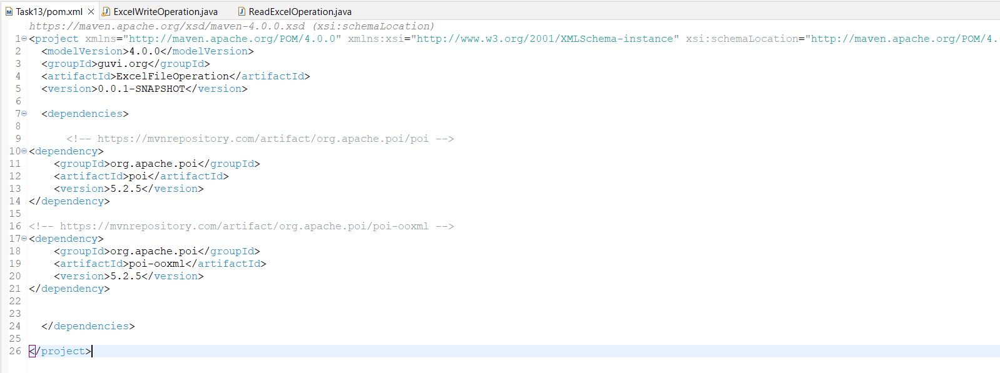 Task13/pom.xml ExcelWriteOperation.java ReadExcelOperation.java
https://maven.apache.org/xsd/maven-4.0.0.xsd (xsi:schemaLocation)
1 <project xmlns="http://maven.apache.org/POM/4.0.0" xmlns:xsi="http://www.w3.org/2001/XMLSchema-instance" xsi:schemaLocation="http://maven.apache.org/POM/4.
2   <modelVersion>4.0.0</modelVersion>
3   <groupId>guvi.org</groupId>
4   <artifactId>ExcelFileOperation</artifactId>
5   <version>0.0.1-SNAPSHOT</version>
6
7   <dependencies>
8
9       <!-- https://mvnrepository.com/artifact/org.apache.poi/poi -->
10 <dependency>
11     <groupId>org.apache.poi</groupId>
12     <artifactId>poi</artifactId>
13     <version>5.2.5</version>
14 </dependency>
15
16 <!-- https://mvnrepository.com/artifact/org.apache.poi/poi-ooxml -->
17 <dependency>
18     <groupId>org.apache.poi</groupId>
19     <artifactId>poi-ooxml</artifactId>
20     <version>5.2.5</version>
21 </dependency>
22
23
24   </dependencies>
25
26 </project>